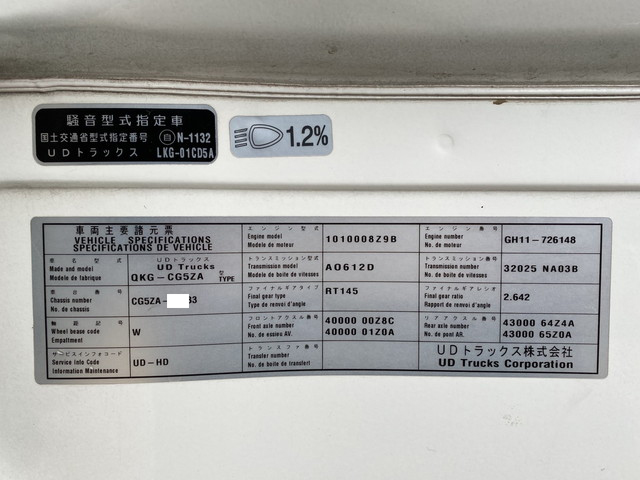 騒音型式指定車
国土交通省型式指定番号 自 N-1132
UDトラックス LKG-01CD5A
1.2%
車両主要諸元票
VEHICLE SPECIFICATIONS
SPECIFICATIONS DE VEHICLE
エンジン型式
Engine model
Modele de moteur
1010008Z9B
エンジン番号
Engine number
No. de moteur
GH11-726148
車名型式
Made and model
Modele de fabrique
UDトラックス
UD Trucks
QKG-CG5ZA
型
TYPE
トランスミッション型式
Transmission model
Modele de boite de vitesses
AO612D
トランスミッション番号
Transmission number
No. de boite de vitesses
32025 NA03B
車台番号
Chassis number
No. de chassis
CG5ZA- 83
ファイナルギアタイプ
Final gear type
Type de renvoi d'angle
RT145
ファイナルギアレシオ
Final gear ratio
Rapport de renvoi d'angle
2.642
軸距記号
Wheel bease code
Empattement
W
フロントアクスル番号
Front axle number
No. de essieu AV.
40000 00Z8C
40000 01Z0A
リアアクスル番号
Rear axle number
No. de pont AR.
43000 64Z4A
43000 65Z0A
サービスインフォコード
Service info Code
Information Maintenance
UD-HD
トランスファ番号
Transfer number
No. de boite de transfert
UDトラックス株式会社
UD Trucks Corporation